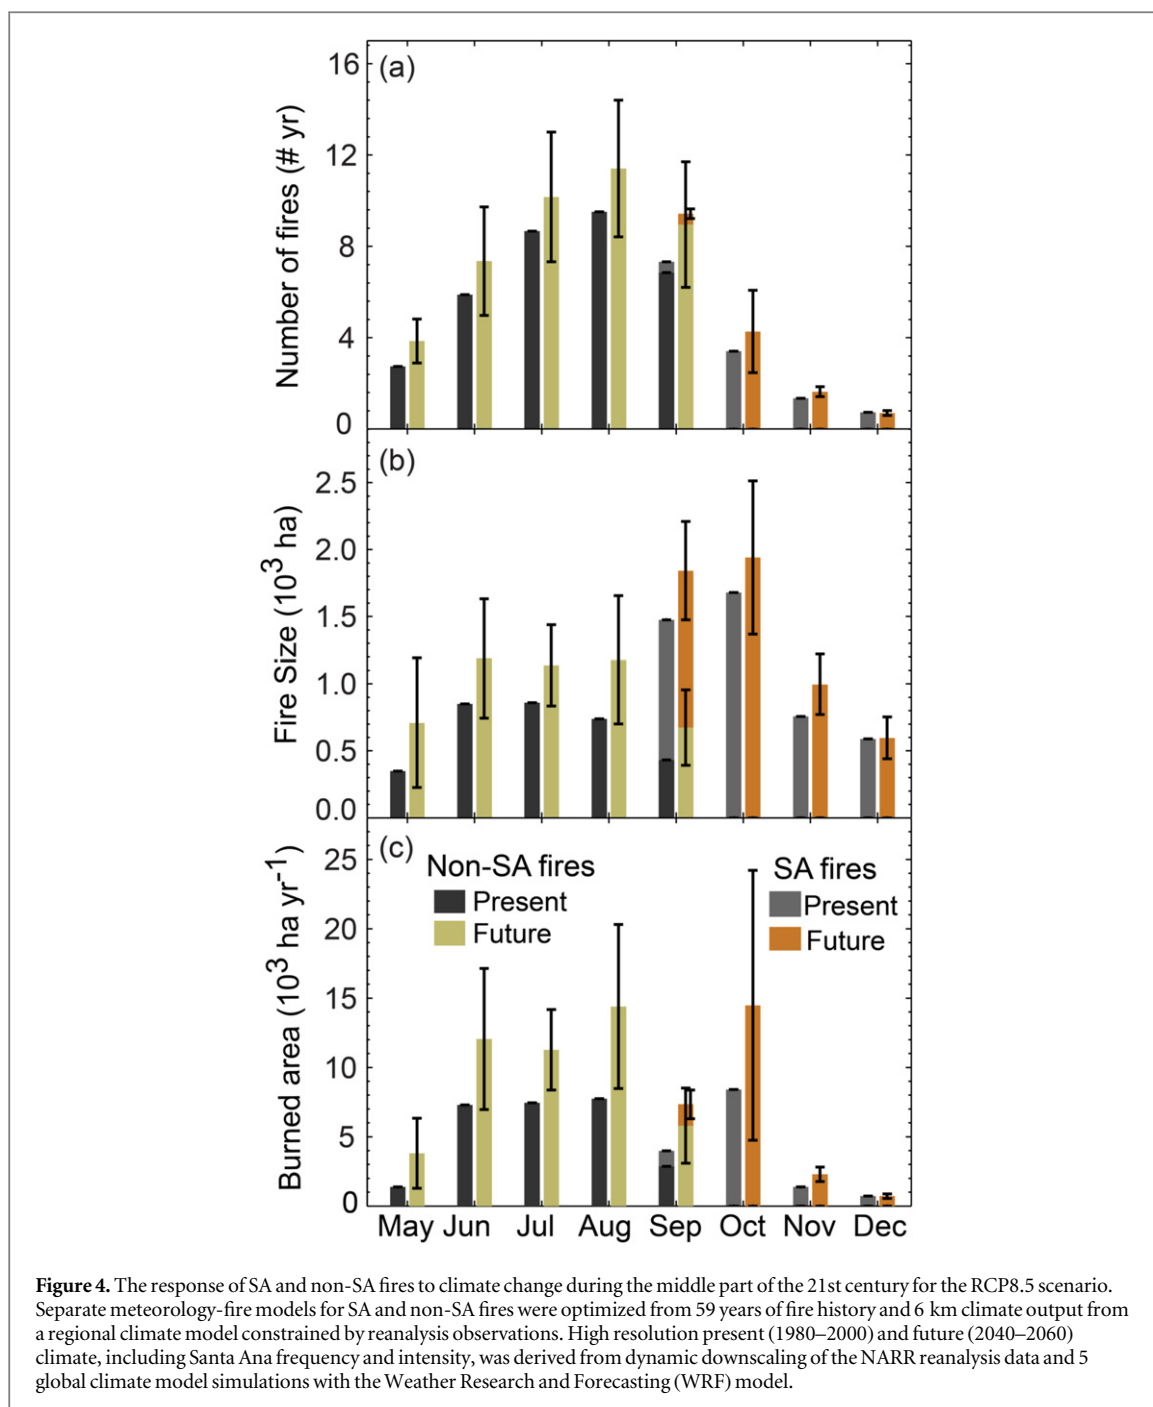 (a)
Number of fires (# yr)
16
12
8
4
0
(b)
Fire Size (10³ ha)
2.5
2.0
1.5
1.0
0.5
0.0
(c)
Burned area (10³ ha yr⁻¹)
25
20
15
10
5
0
Non-SA fires
Present
Future
SA fires
Present
Future
May Jun Jul Aug Sep Oct Nov Dec
Figure 4. The response of SA and non-SA fires to climate change during the middle part of the 21st century for the RCP8.5 scenario.
Separate meteorology-fire models for SA and non-SA fires were optimized from 59 years of fire history and 6 km climate output from
a regional climate model constrained by reanalysis observations. High resolution present (1980–2000) and future (2040–2060)
climate, including Santa Ana frequency and intensity, was derived from dynamic downscaling of the NARR reanalysis data and 5
global climate model simulations with the Weather Research and Forecasting (WRF) model.